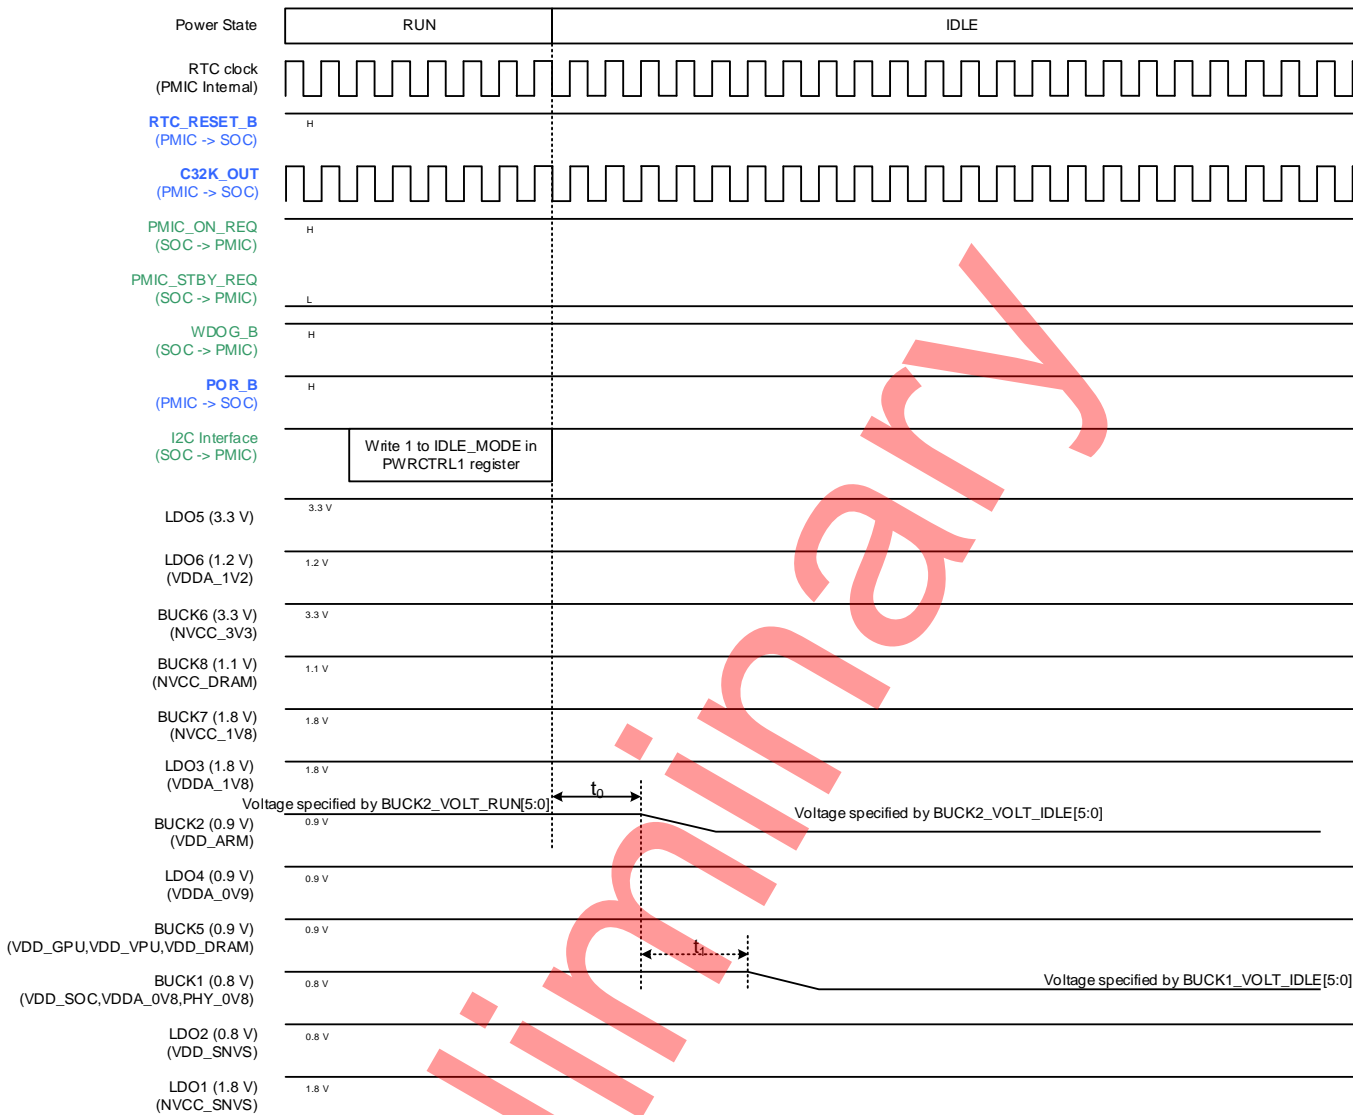 Power State
RUN
IDLE
RTC clock
(PMIC Internal)
RTC_RESET_B
(PMIC -> SOC)
H
C32K_OUT
(PMIC -> SOC)
PMIC_ON_REQ
(SOC -> PMIC)
H
PMIC_STBY_REQ
(SOC -> PMIC)
L
WDOG_B
(SOC -> PMIC)
H
POR_B
(PMIC -> SOC)
H
I2C Interface
(SOC -> PMIC)
Write 1 to IDLE_MODE in
PWRCTRL1 register
LDO5 (3.3 V)
3.3 V
LDO6 (1.2 V)
(VDDA_1V2)
1.2 V
BUCK6 (3.3 V)
(NVCC_3V3)
3.3 V
BUCK8 (1.1 V)
(NVCC_DRAM)
1.1 V
BUCK7 (1.8 V)
(NVCC_1V8)
1.8 V
LDO3 (1.8 V)
(VDDA_1V8)
1.8 V
t0
Voltage specified by BUCK2_VOLT_RUN[5:0]
Voltage specified by BUCK2_VOLT_IDLE[5:0]
BUCK2 (0.9 V)
(VDD_ARM)
0.9 V
LDO4 (0.9 V)
(VDDA_0V9)
0.9 V
BUCK5 (0.9 V)
(VDD_GPU,VDD_VPU,VDD_DRAM)
0.9 V
t1
BUCK1 (0.8 V)
(VDD_SOC,VDDA_0V8,PHY_0V8)
0.8 V
Voltage specified by BUCK1_VOLT_IDLE[5:0]
LDO2 (0.8 V)
(VDD_SNVS)
0.8 V
LDO1 (1.8 V)
(NVCC_SNVS)
1.8 V
liminary